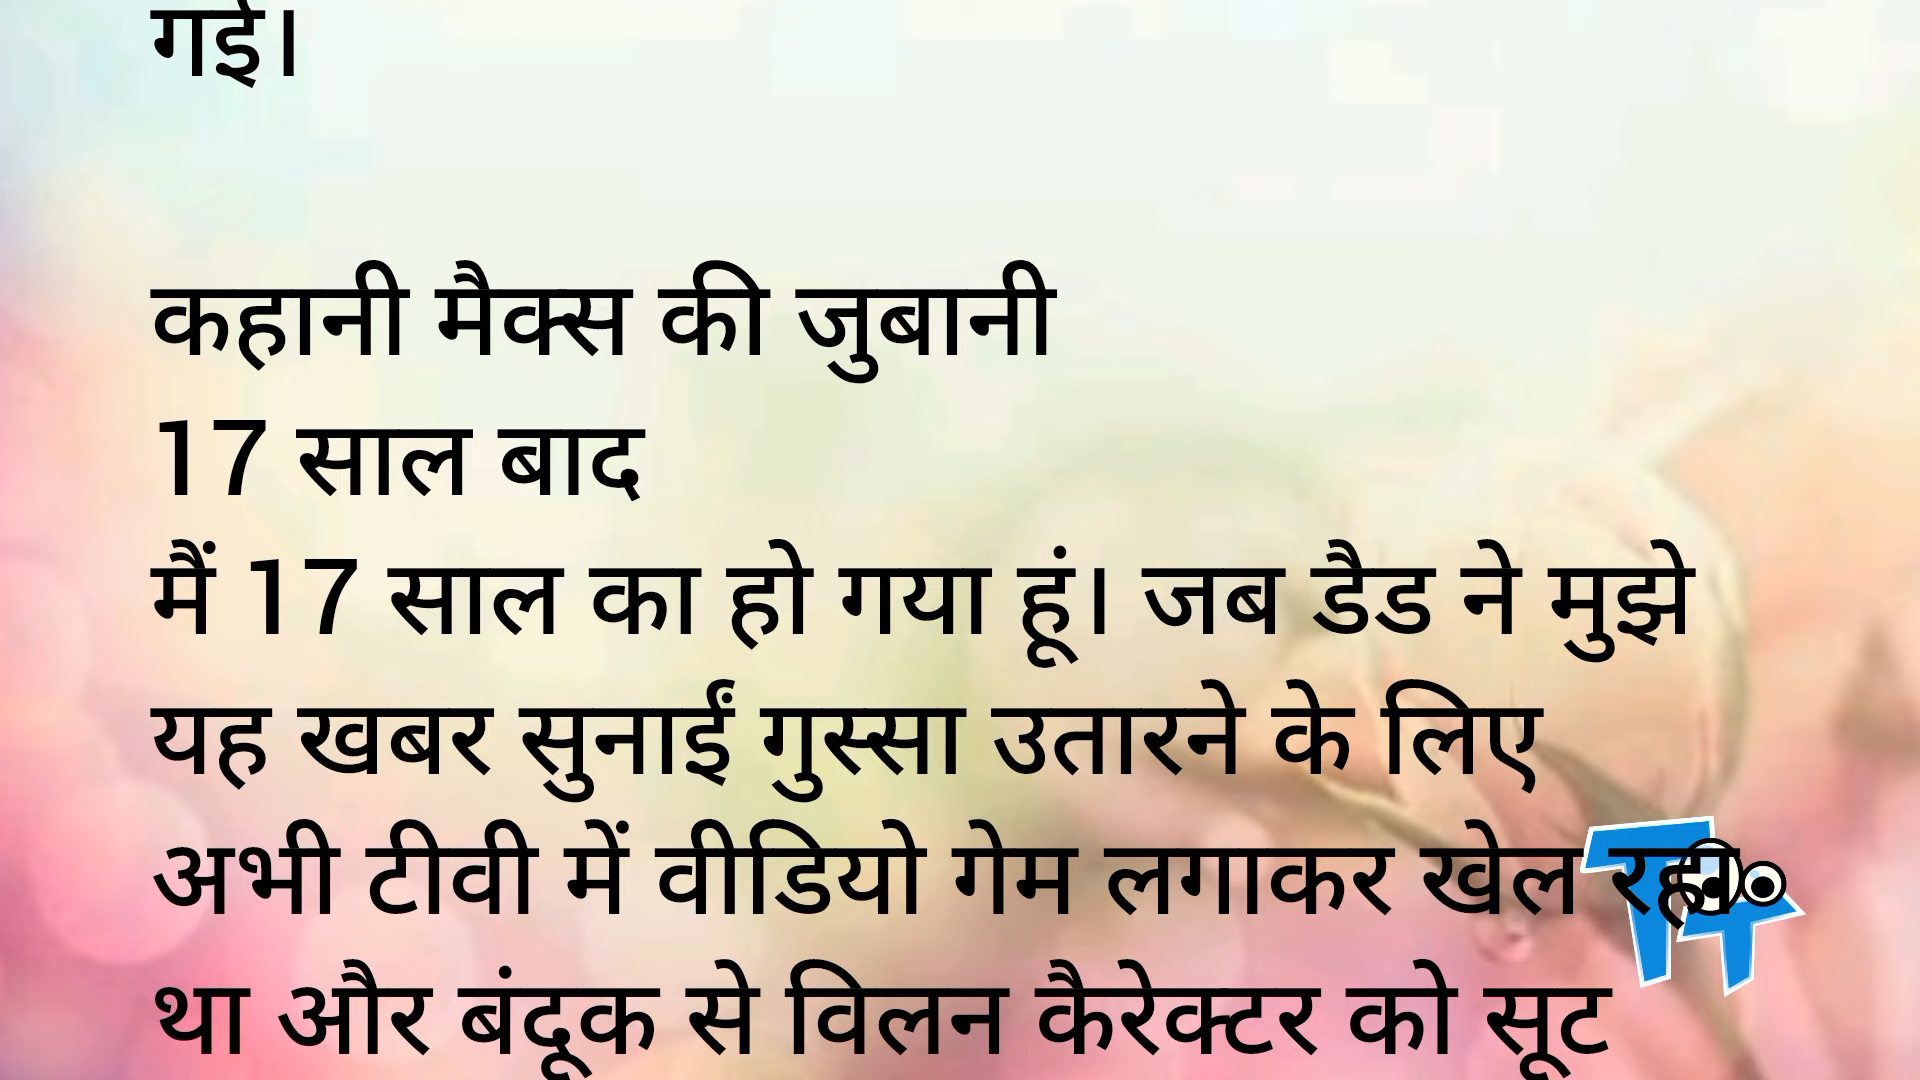 गई।
कहानी मैक्स की जुबानी
17 साल बाद
मैं 17 साल का हो गया हूं। जब डैड ने मुझे
यह खबर सुनाईं गुस्सा उतारने के लिए
अभी टीवी में वीडियो गेम लगाकर खेल रहा
था और बंदूक से विलन कैरेक्टर को सूट